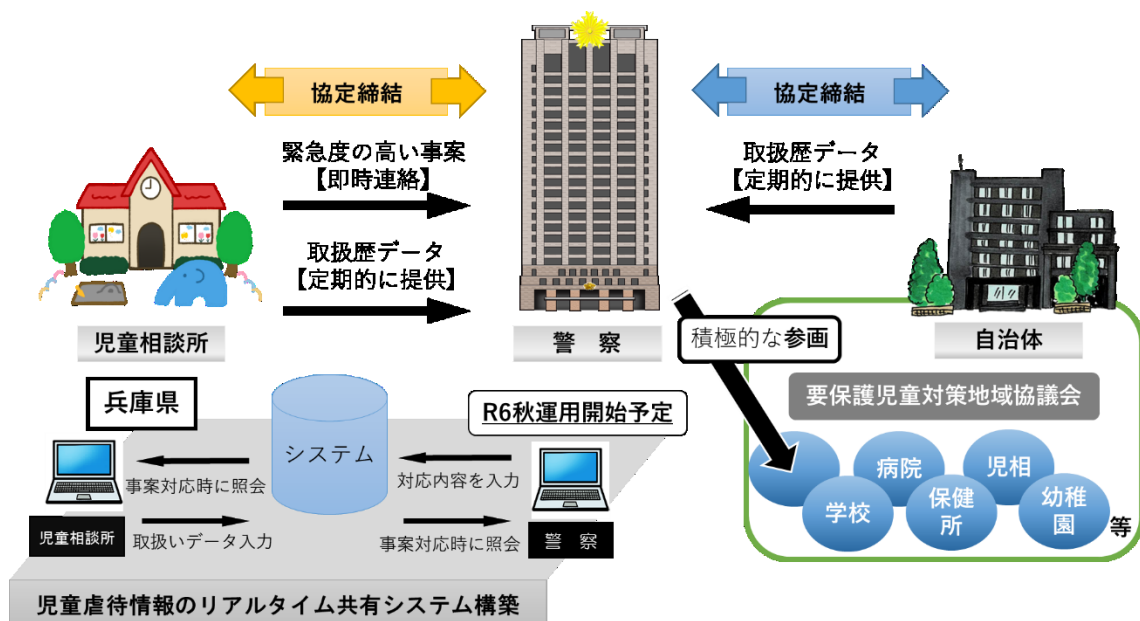 協定締結
協定締結
緊急度の高い事案
【即時連絡】
取扱歴データ
【定期的に提供】
取扱歴データ
【定期的に提供】
児童相談所
警　察
自治体
積極的な参画
要保護児童対策地域協議会
病院
児相
学校
保健
所
幼稚
園
等
兵庫県
システム
R6秋運用開始予定
事案対応時に照会
対応内容を入力
児童相談所
取扱いデータ入力
事案対応時に照会
警　察
児童虐待情報のリアルタイム共有システム構築